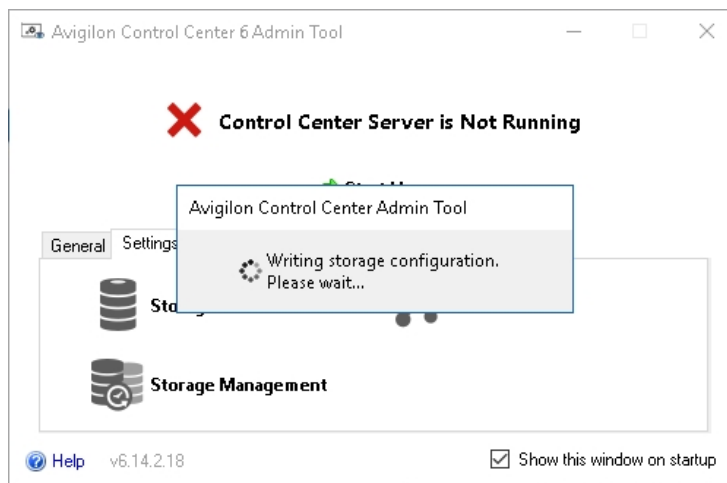 Avigilon Control Center 6 Admin Tool
Control Center Server is Not Running
Avigilon Control Center Admin Tool
General Settings
Writing storage configuration.
Please wait...
Storage Management
Help v6.14.2.18 Show this window on startup